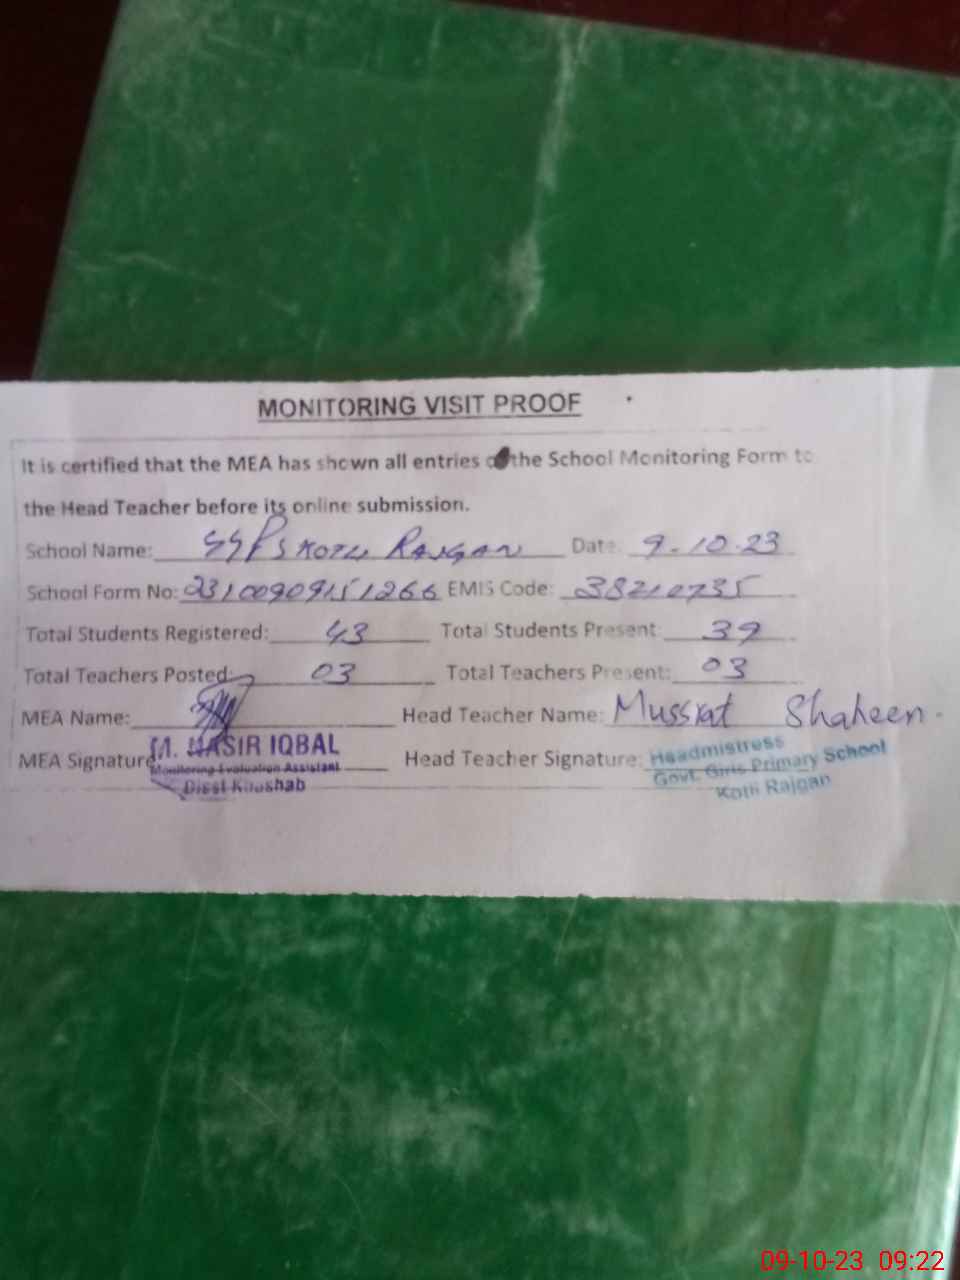 MONITORING VISIT PROOF
It is certified that the MEA has shown all entries of the School Monitoring Form to
the Head Teacher before its online submission.
School Name: GGPS KOTLI RAJGAN Date: 9-10-23
School Form No: 23100909151266 EMIS Code: 38210735
Total Students Registered: 43 Total Students Present: 39
Total Teachers Posted: 03 Total Teachers Present: 03
MEA Name: Head Teacher Name: Mussrat Shaheen.
MEA Signature: M. NASIR IQBAL Head Teacher Signature: Headmistress
Monitoring Evaluation Assistant Govt. Girls Primary School
Disst Khushab Kotli Rajgan
09-10-23 09:22